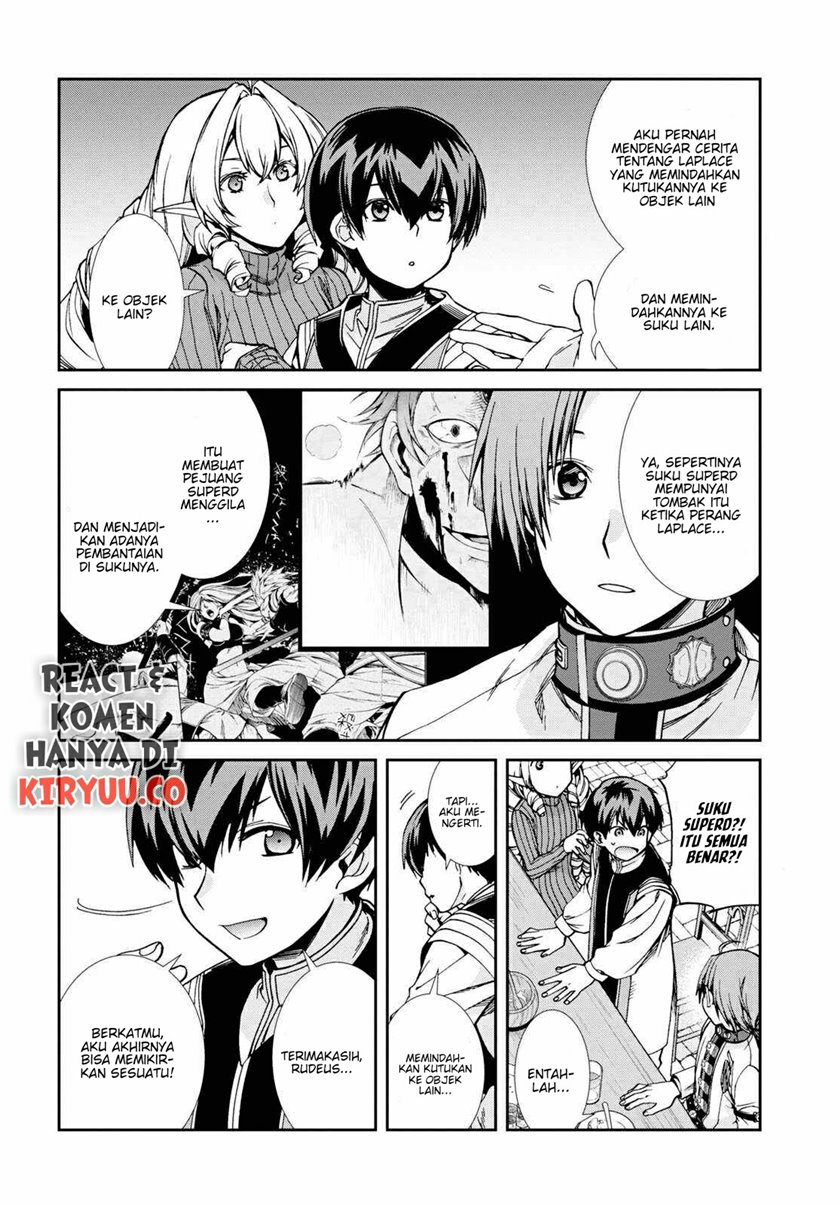 AKU PERNAH
MENDENGAR CERITA
TENTANG LAPLACE
YANG MEMINDAHKAN
KUTUKANNYA KE
OBJEK LAIN
DAN MEMIN-
DAHKANNYA KE
SUKU LAIN.
KE OBJEK
LAIN?
YA, SEPERTINYA
SUKU SUPERD
MEMPUNYAI
TOMBAK ITU
KETIKA PERANG
LAPLACE...
ITU
MEMBUAT
PEJUANG
SUPERD
MENGGILA
...
DAN MENJADI-
KAN ADANYA
PEMBANTAIAN
DI SUKUNYA.
REACT &
KOMEN
HANYA DI
KIRYUU.CO
SUKU
SUPERD?!
ITU SEMUA
BENAR?!
ENTAH-
LAH...
TAPI...
AKU ME-
NGERTI.
MEMINDAH-
KAN KUTUKAN
KE OBJEK
LAIN...
TERIMAKASIH,
RUDEUS...
BERKATMU,
AKU AKHIRNYA
BISA MEMIKIR-
KAN SESUATU!